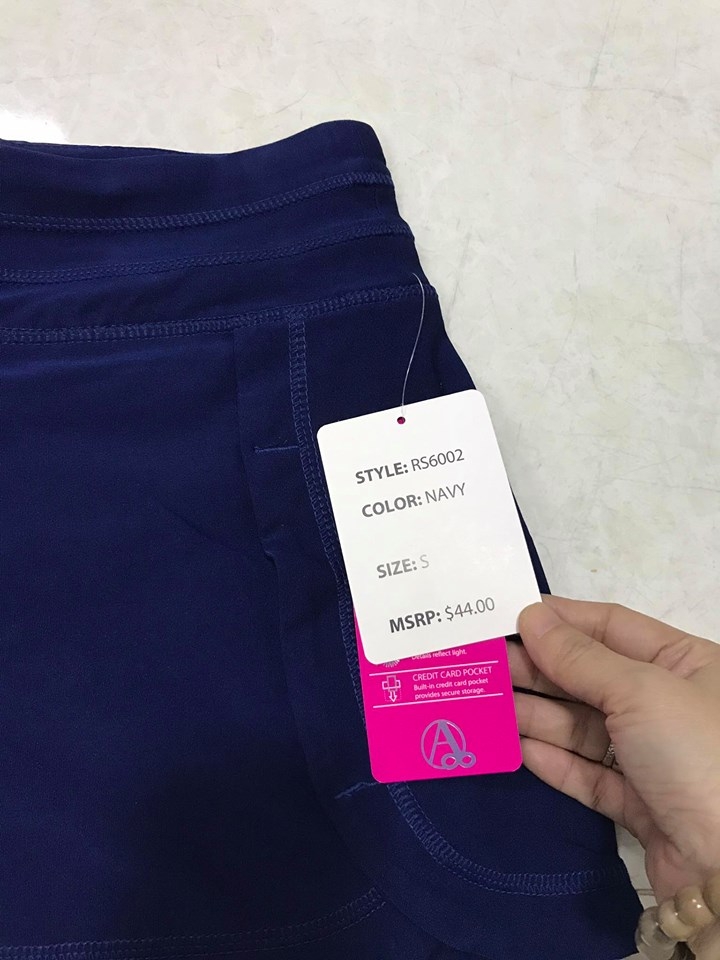 STYLE: RS6002
COLOR: NAVY
SIZE: S
MSRP: $44.00
Details reflect light.
CREDIT CARD POCKET
Built-in credit card pocket
provides secure storage.